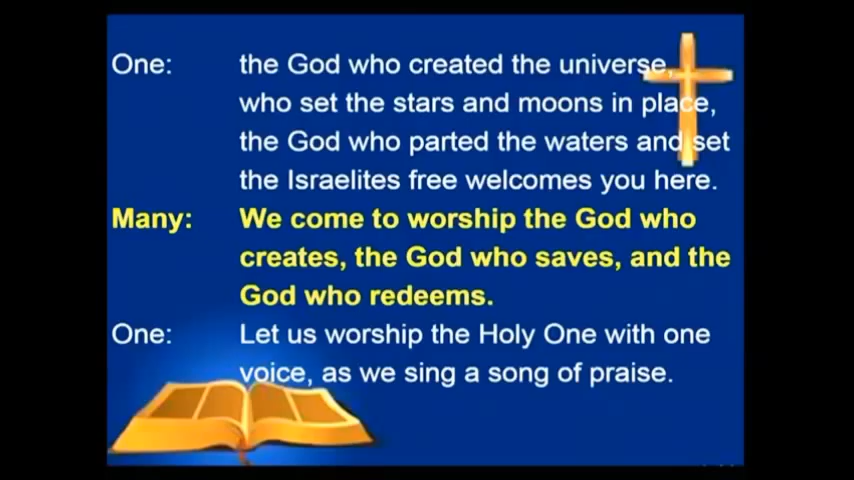 One: the God who created the universe,
who set the stars and moons in place,
the God who parted the waters and set
the Israelites free welcomes you here.
Many: We come to worship the God who
creates, the God who saves, and the
God who redeems.
One: Let us worship the Holy One with one
voice, as we sing a song of praise.